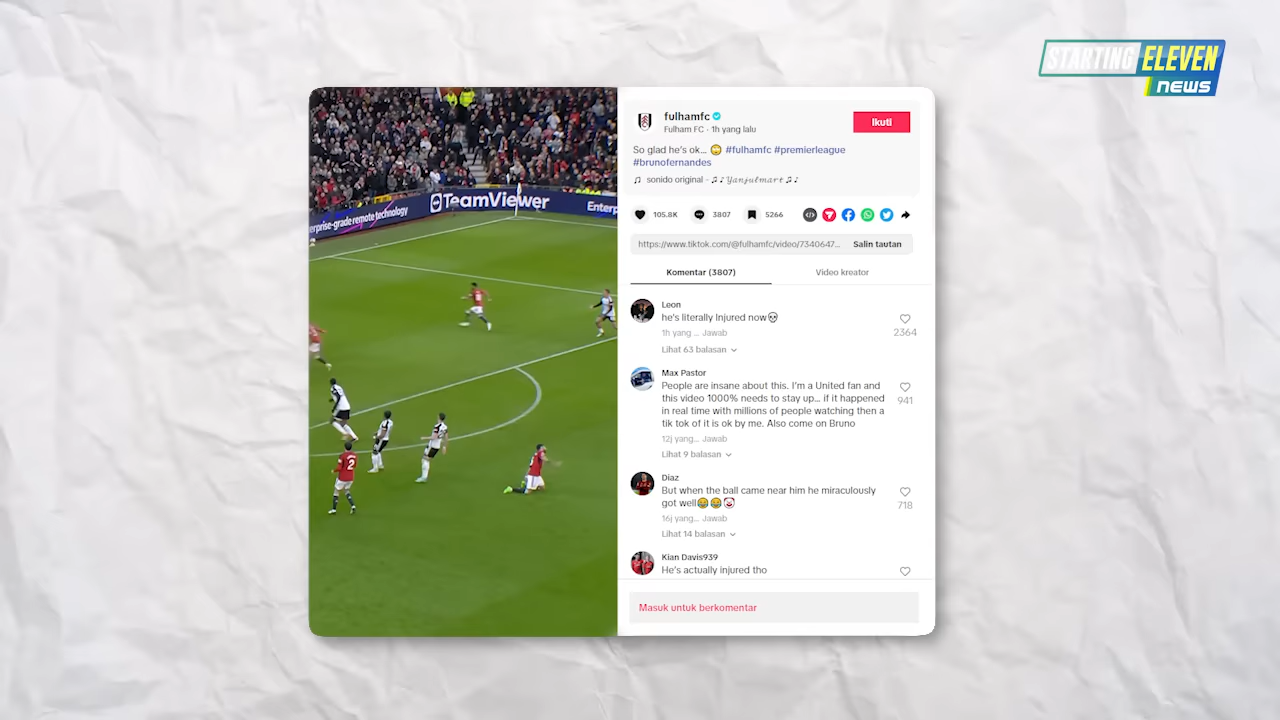 STARTING ELEVEN
news
TeamViewer
Enterp
erprise-grade remote technology
2
fulhamfc
Fulham FC · 1h yang lalu
Ikuti
So glad he's ok... 🙄 #fulhamfc #premierleague
#brunofernandes
♫ sonido original - ♫♪𝓨𝓪𝓷𝓳𝓾𝓵𝓶𝓪𝓻𝓽♫♪
105.8K
3807
5266
https://www.tiktok.com/@fulhamfc/video/7340647...
Salin tautan
Komentar (3807)
Video kreator
Leon
he's literally Injured now💀
1h yang ... Jawab
2364
Lihat 63 balasan
Max Pastor
People are insane about this. I'm a United fan and
this video 1000% needs to stay up... if it happened
in real time with millions of people watching then a
tik tok of it is ok by me. Also come on Bruno
941
12j yang... Jawab
Lihat 9 balasan
Diaz
But when the ball came near him he miraculously
got well😂😂🤡
718
16j yang... Jawab
Lihat 14 balasan
Kian Davis939
He's actually injured tho
Masuk untuk berkomentar